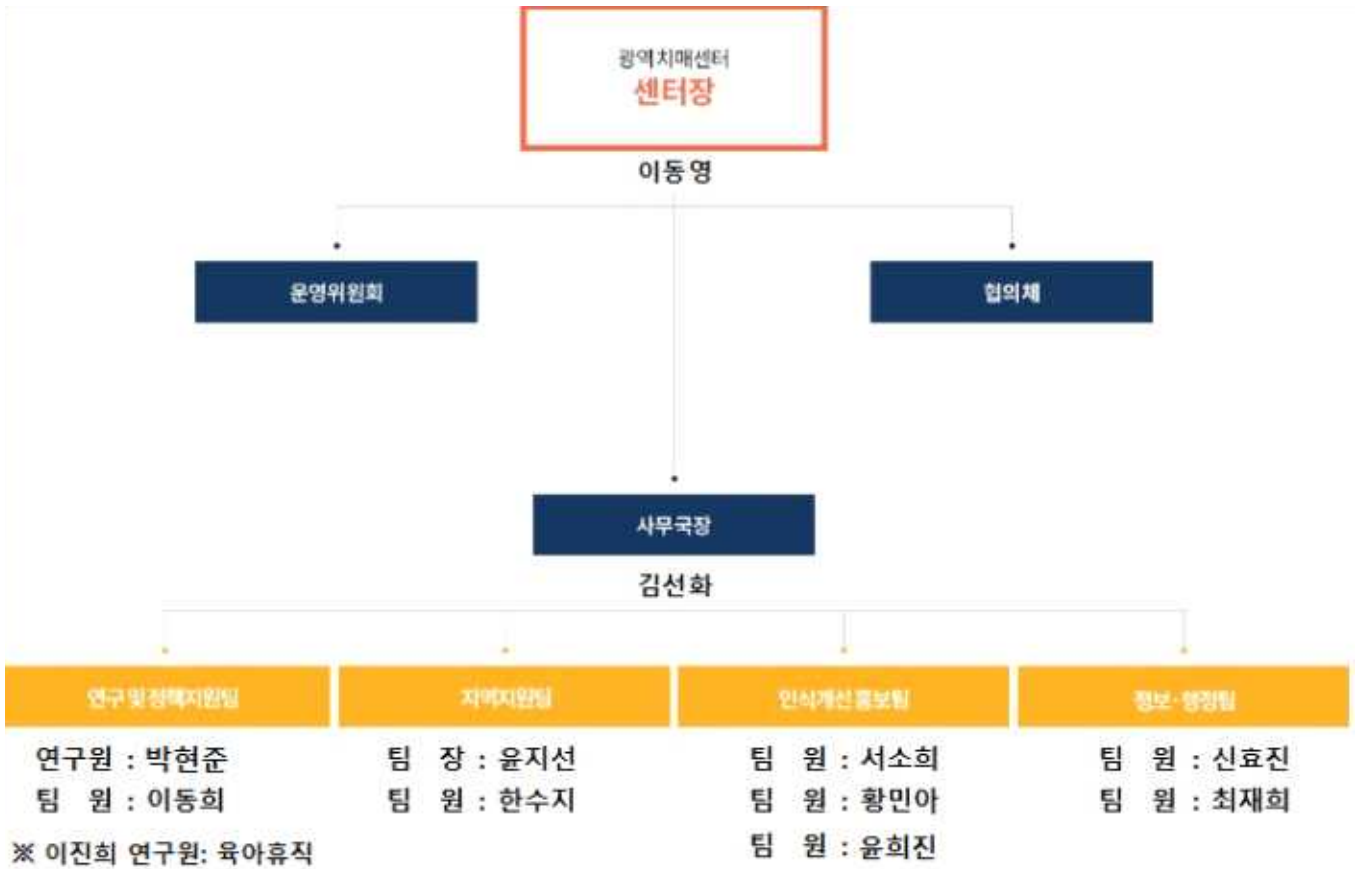 광역치매센터
센터장
이동영
운영위원회
협의체
사무국장
김선화
연구 및 정책지원팀
지역지원팀
인식개선 홍보팀
정보·행정팀
연구원 : 박현준
팀 원 : 이동희
※ 이진희 연구원: 육아휴직
팀 장 : 윤지선
팀 원 : 한수지
팀 원 : 서소희
팀 원 : 황민아
팀 원 : 윤희진
팀 원 : 신효진
팀 원 : 최재희